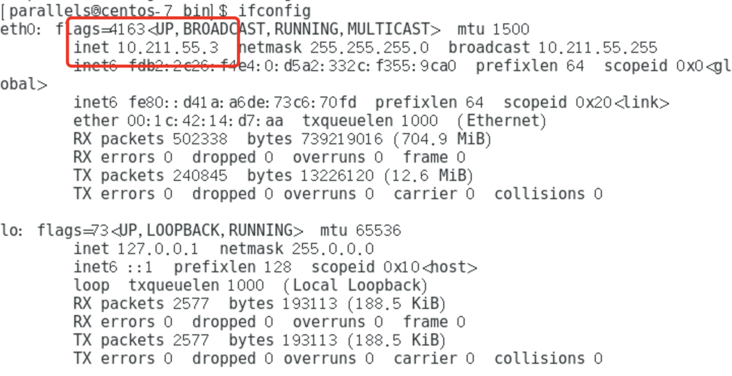 [parallels@centos-7 bin]$ ifconfig
eth0: flags=4163<UP,BROADCAST,RUNNING,MULTICAST>  mtu 1500
        inet 10.211.55.3  netmask 255.255.255.0  broadcast 10.211.55.255
        inet6 fdb2:2c26:f4e4:0:d5a2:332c:f355:9ca0  prefixlen 64  scopeid 0x0<gl
obal>
        inet6 fe80::d41a:a6de:73c6:70fd  prefixlen 64  scopeid 0x20<link>
        ether 00:1c:42:14:d7:aa  txqueuelen 1000  (Ethernet)
        RX packets 502338  bytes 739219016 (704.9 MiB)
        RX errors 0  dropped 0  overruns 0  frame 0
        TX packets 240845  bytes 13226120 (12.6 MiB)
        TX errors 0  dropped 0 overruns 0  carrier 0  collisions 0

lo: flags=73<UP,LOOPBACK,RUNNING>  mtu 65536
        inet 127.0.0.1  netmask 255.0.0.0
        inet6 ::1  prefixlen 128  scopeid 0x10<host>
        loop  txqueuelen 1000  (Local Loopback)
        RX packets 2577  bytes 193113 (188.5 KiB)
        RX errors 0  dropped 0  overruns 0  frame 0
        TX packets 2577  bytes 193113 (188.5 KiB)
        TX errors 0  dropped 0 overruns 0  carrier 0  collisions 0